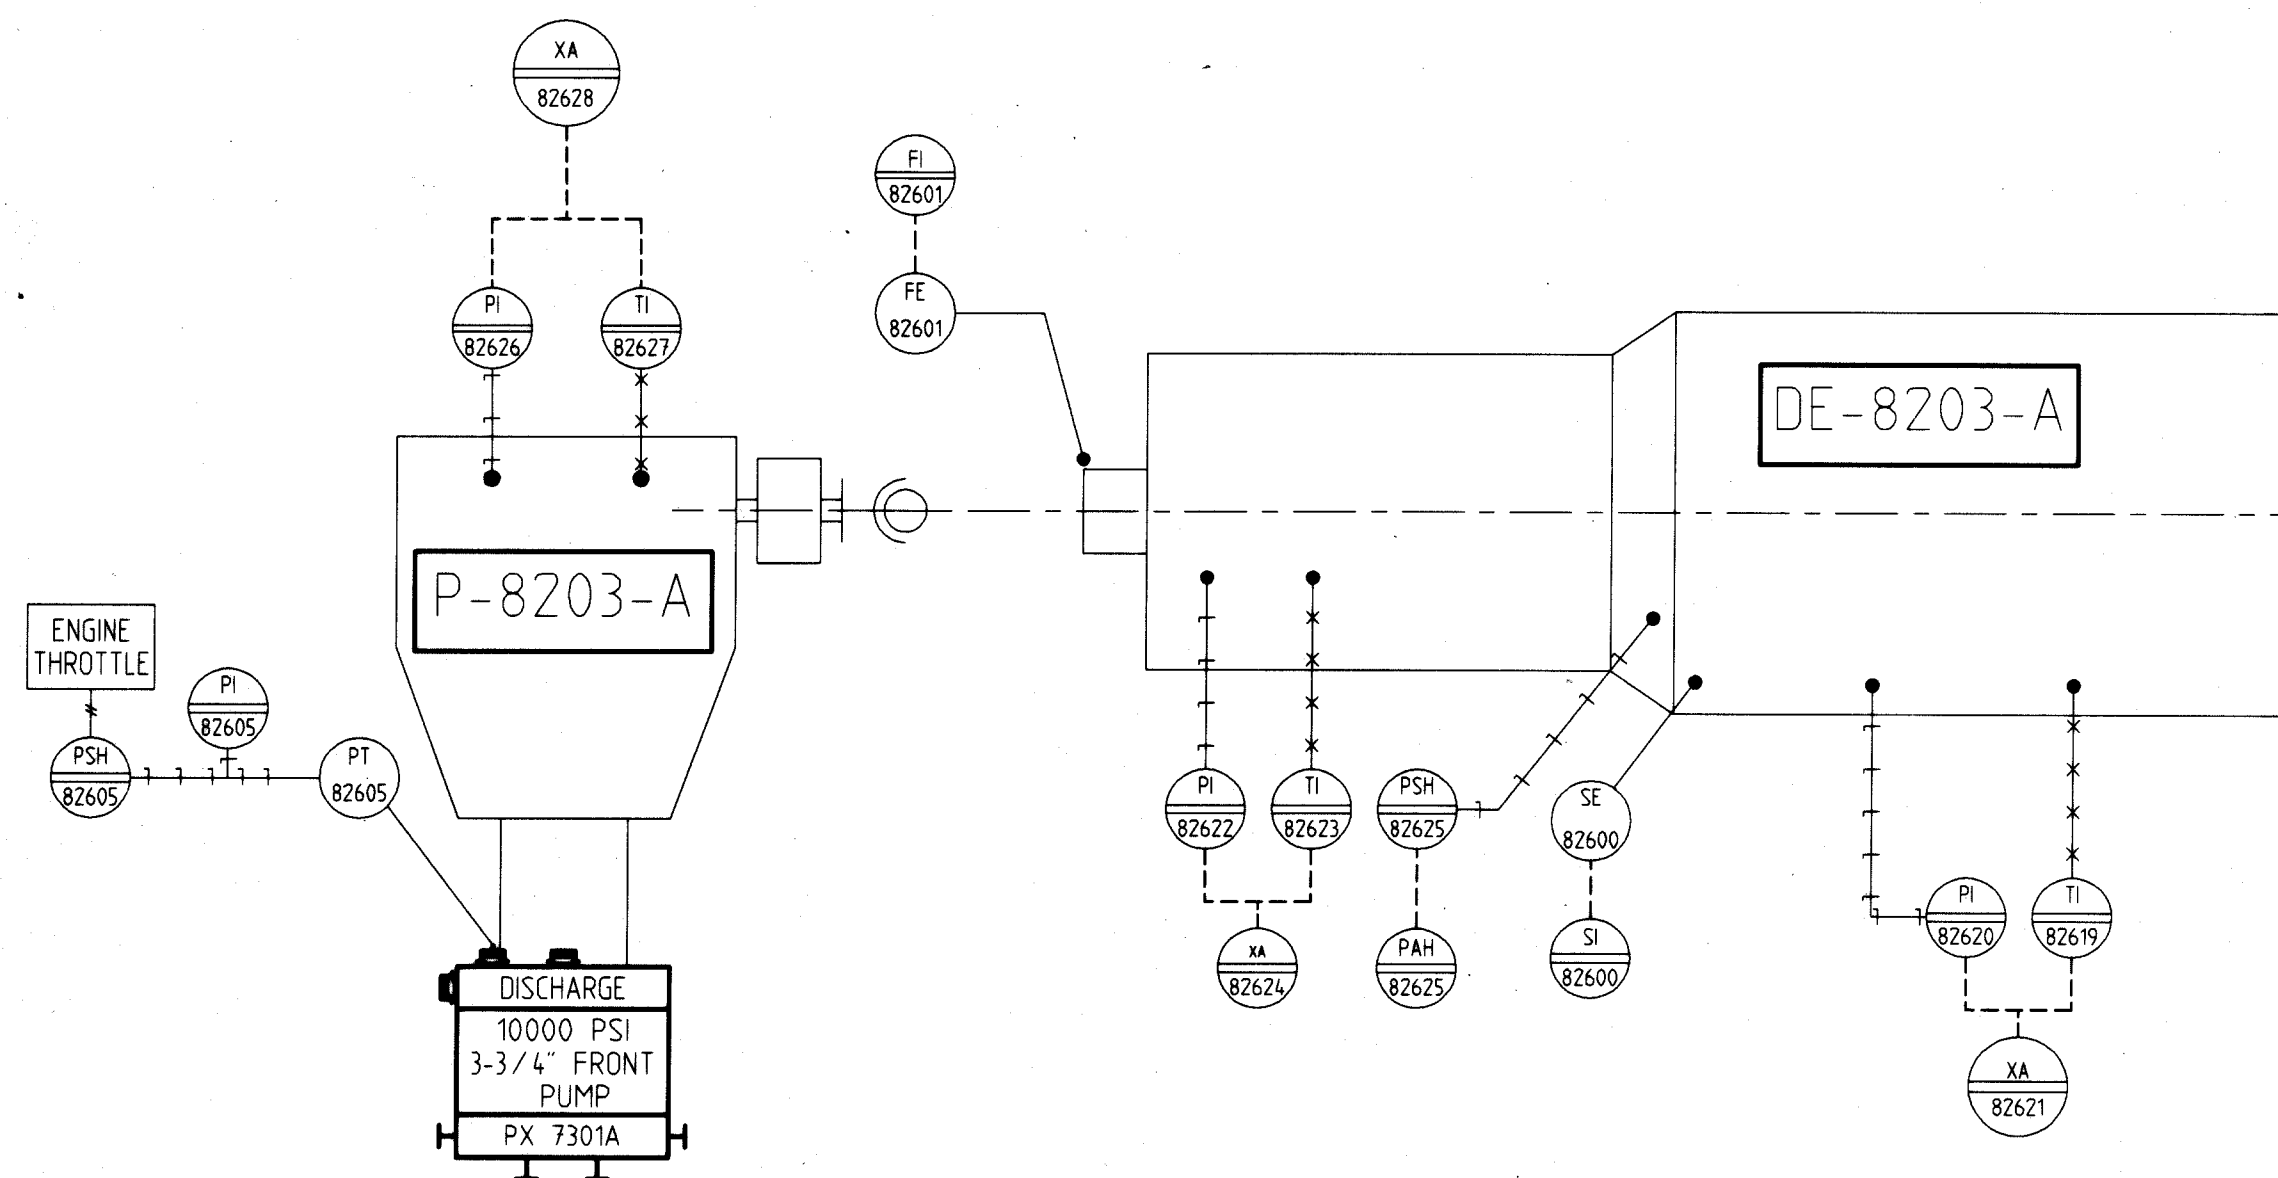 XA
82628
FI
82601
FE
82601
PI
82626
TI
82627
DE-8203-A
P-8203-A
ENGINE
THROTTLE
PI
82605
PSH
82605
PT
82605
PI
82622
TI
82623
PSH
82625
SE
82600
XA
82624
PAH
82625
SI
82600
PI
82620
TI
82619
XA
82621
DISCHARGE
10000 PSI
3-3/4" FRONT
PUMP
PX 7301A